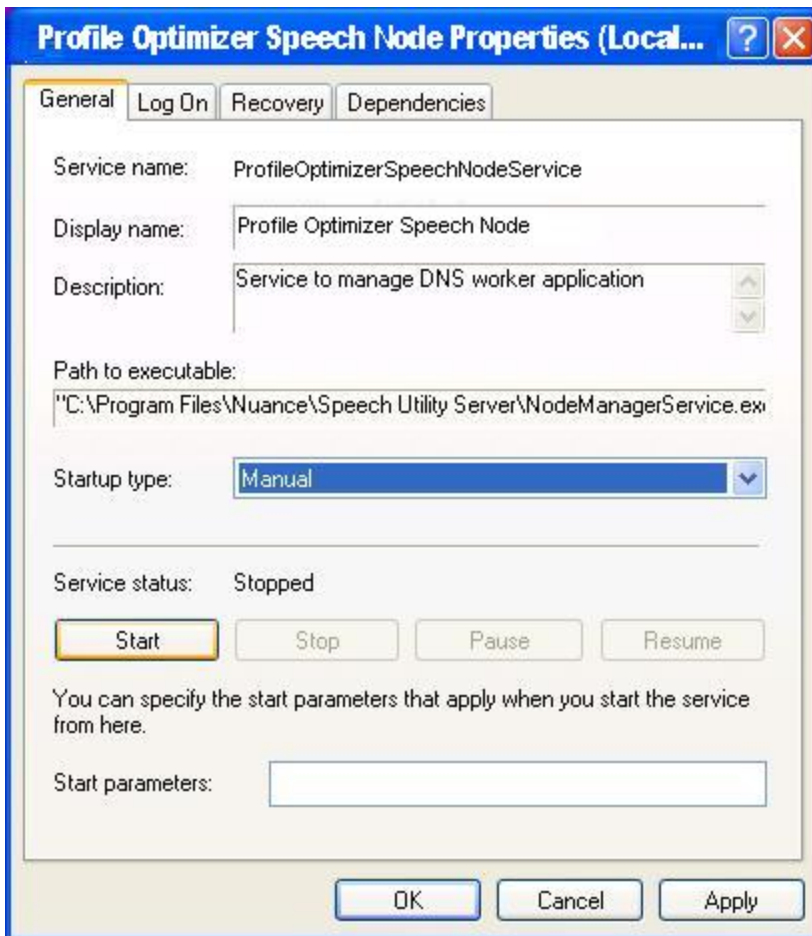 Profile Optimizer Speech Node Properties (Local...
General Log On Recovery Dependencies
Service name: ProfileOptimizerSpeechNodeService
Display name: Profile Optimizer Speech Node
Description: Service to manage DNS worker application
Path to executable:
"C:\Program Files\Nuance\Speech Utility Server\NodeManagerService.exe
Startup type: Manual
Service status: Stopped
Start Stop Pause Resume
You can specify the start parameters that apply when you start the service
from here.
Start parameters:
OK Cancel Apply